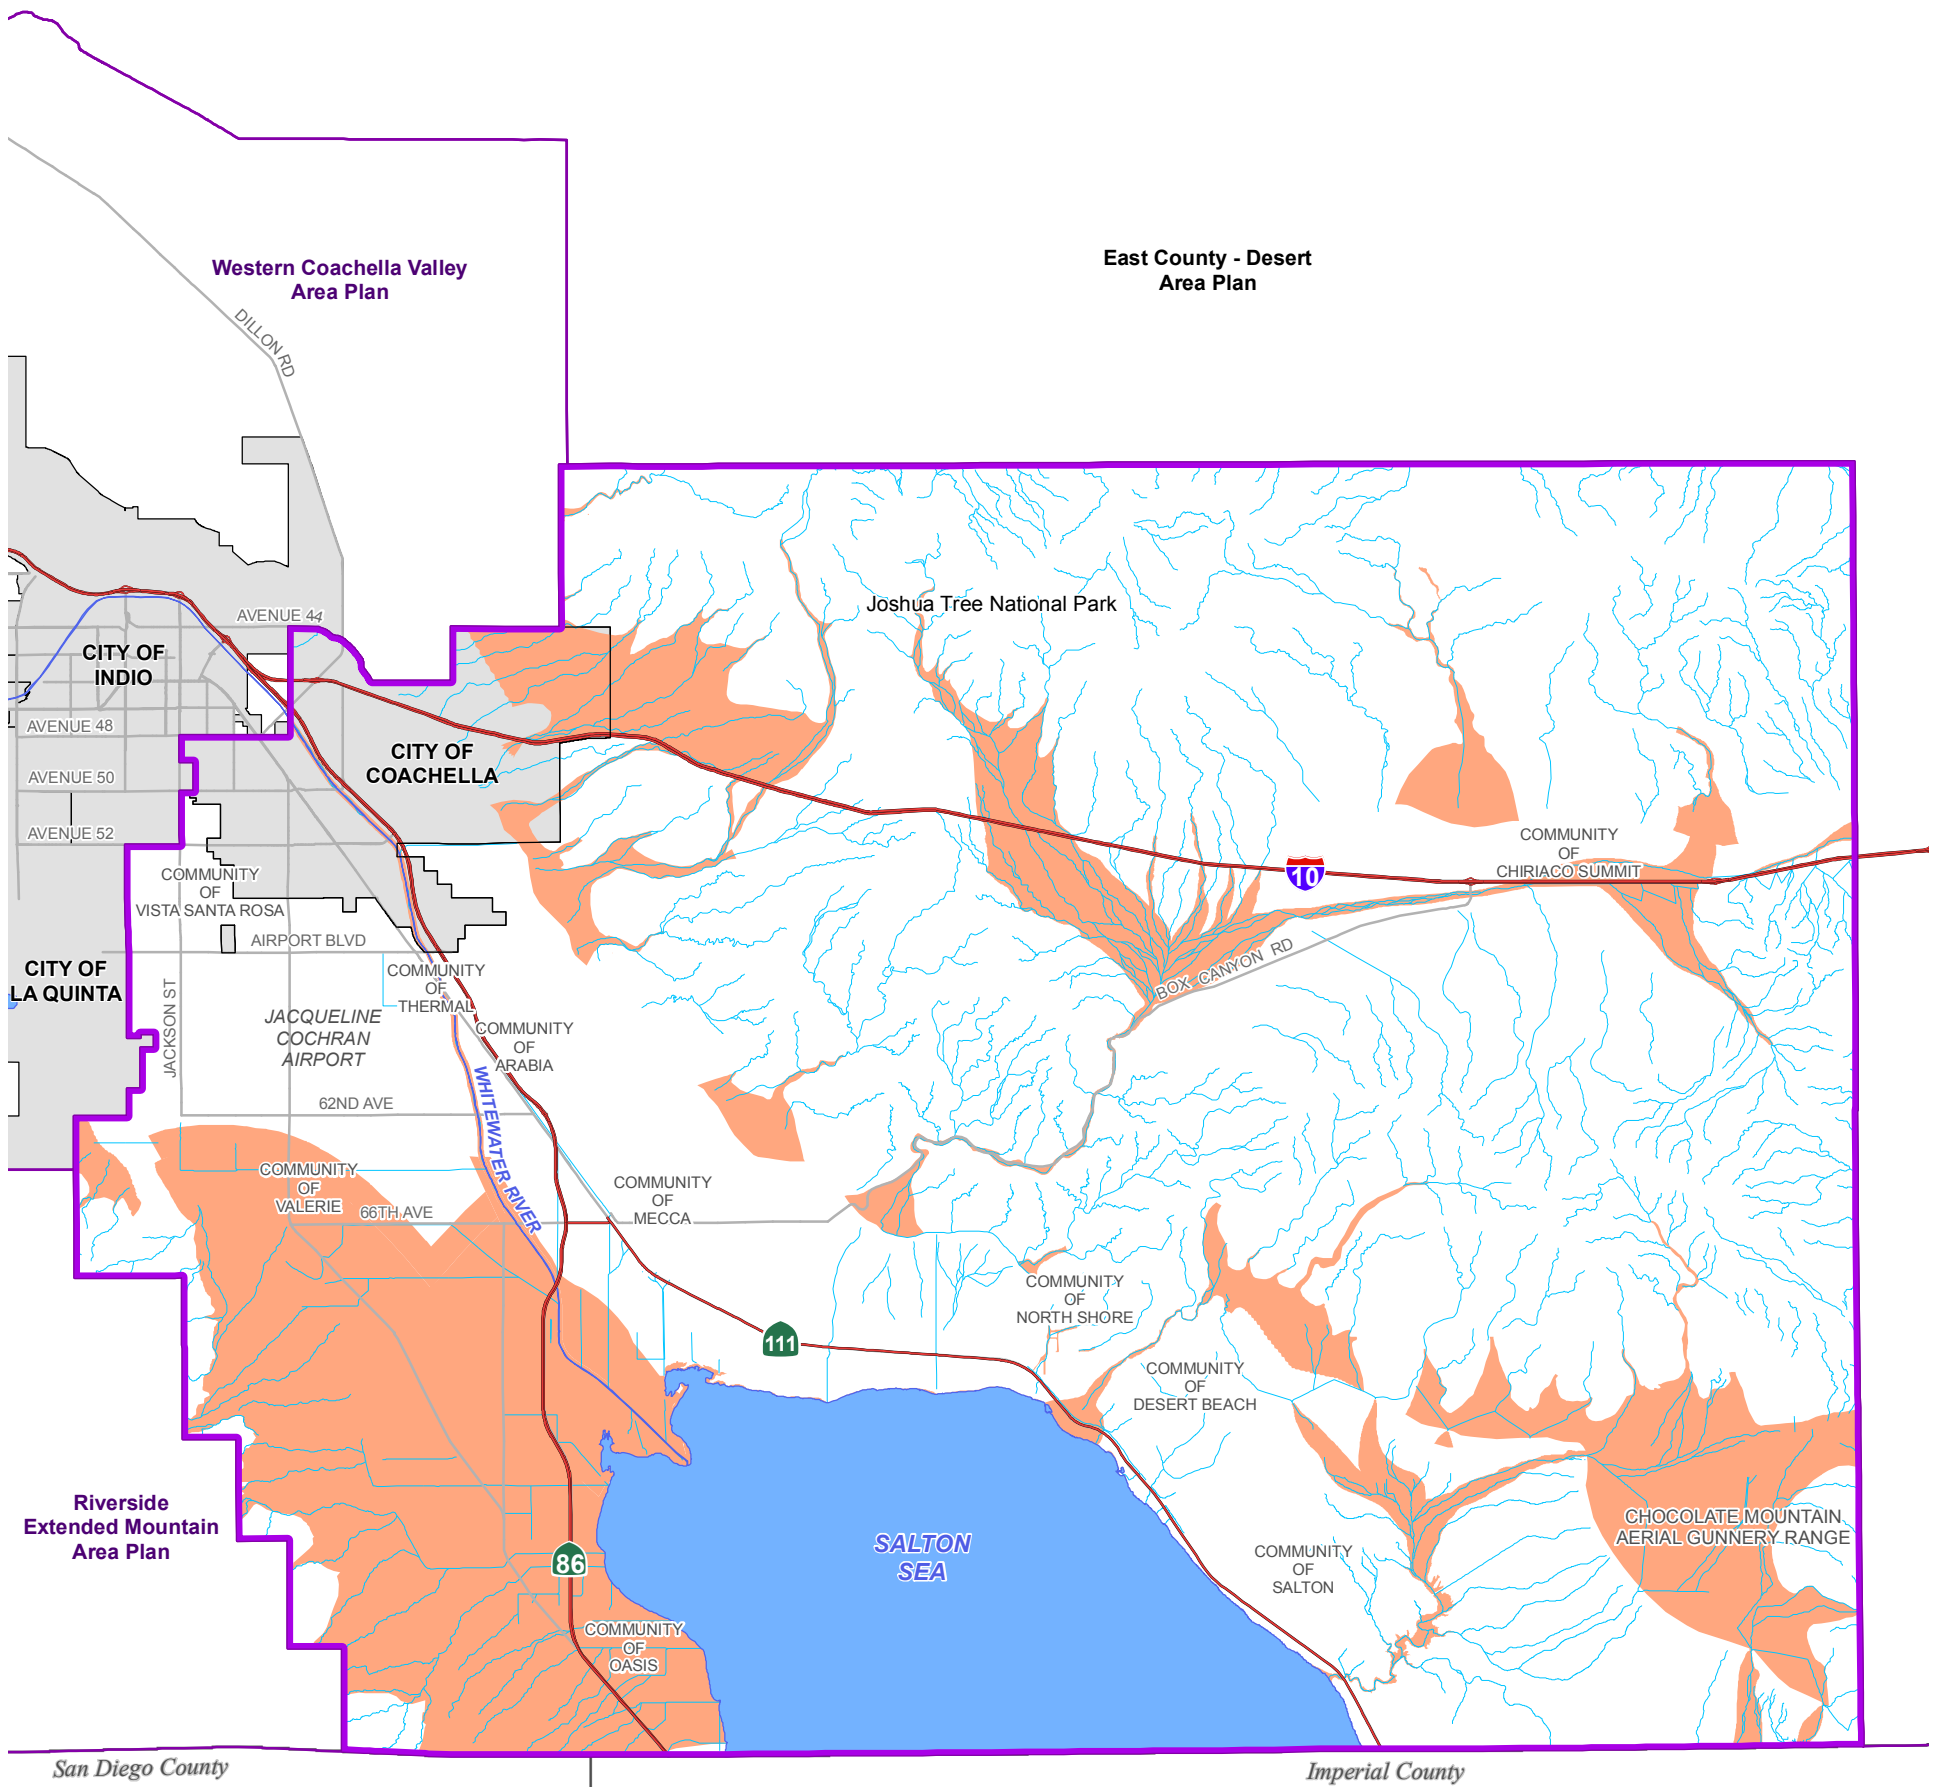 Western Coachella Valley
Area Plan
East County - Desert
Area Plan
DILLON RD
Joshua Tree National Park
AVENUE 44
CITY OF
INDIO
AVENUE 48
CITY OF
COACHELLA
AVENUE 50
AVENUE 52
COMMUNITY
OF
CHIRIACO SUMMIT
10
COMMUNITY
OF
VISTA SANTA ROSA
AIRPORT BLVD
BOX CANYON RD
CITY OF
LA QUINTA
COMMUNITY
OF
THERMAL
JACKSON ST
JACQUELINE
COCHRAN
AIRPORT
COMMUNITY
OF
ARABIA
62ND AVE
WHITEWATER RIVER
COMMUNITY
OF
VALERIE
66TH AVE
COMMUNITY
OF
MECCA
COMMUNITY
OF
NORTH SHORE
111
COMMUNITY
OF
DESERT BEACH
Riverside
Extended Mountain
Area Plan
SALTON
SEA
CHOCOLATE MOUNTAIN
AERIAL GUNNERY RANGE
86
COMMUNITY
OF
SALTON
COMMUNITY
OF
OASIS
San Diego County
Imperial County